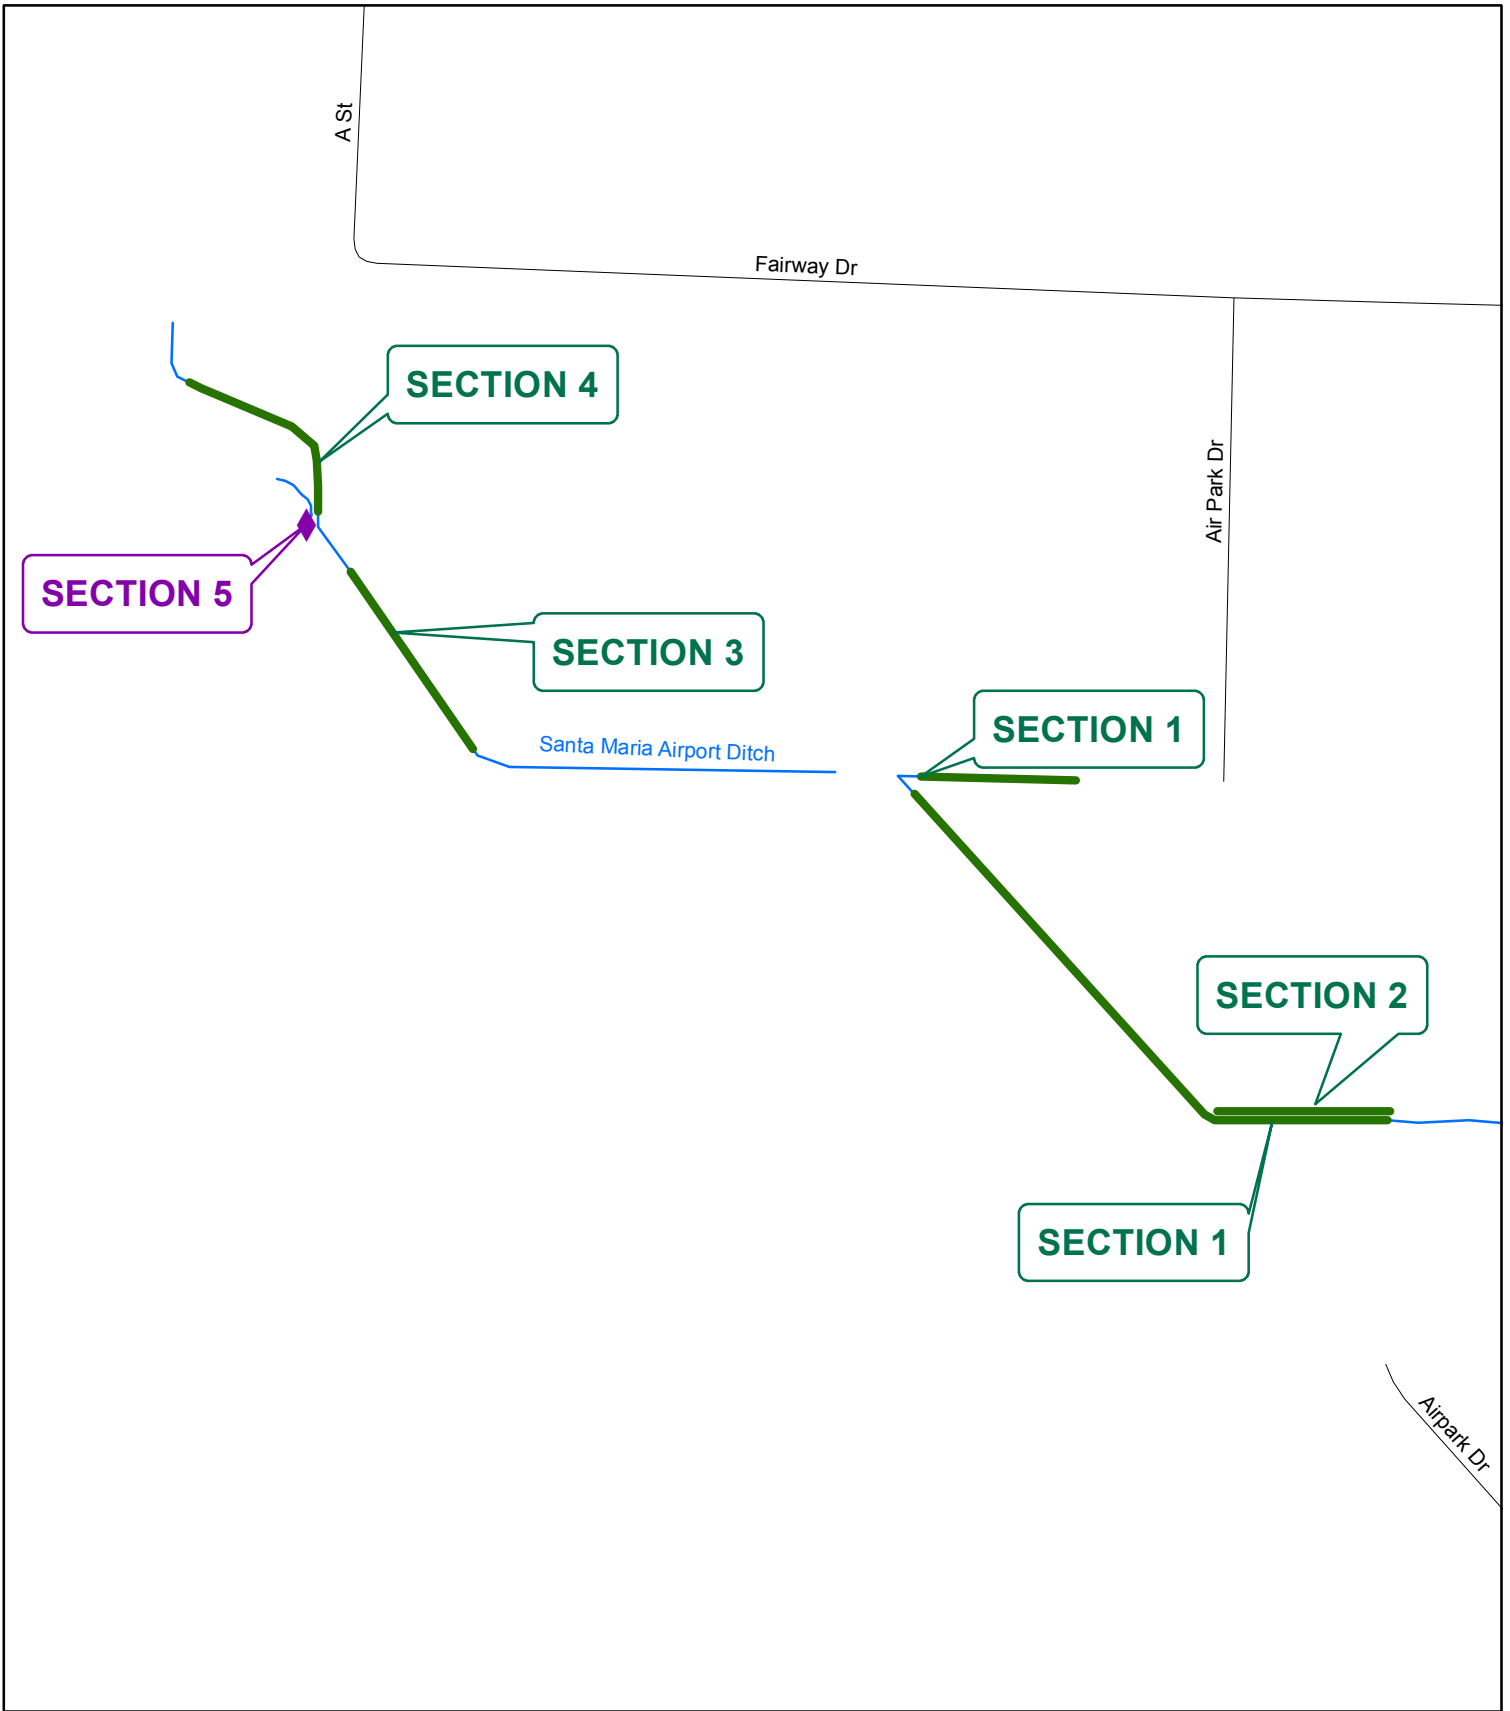 A St
Fairway Dr
SECTION 4
Air Park Dr
SECTION 5
SECTION 3
SECTION 1
Santa Maria Airport Ditch
SECTION 2
SECTION 1
Airpark Dr